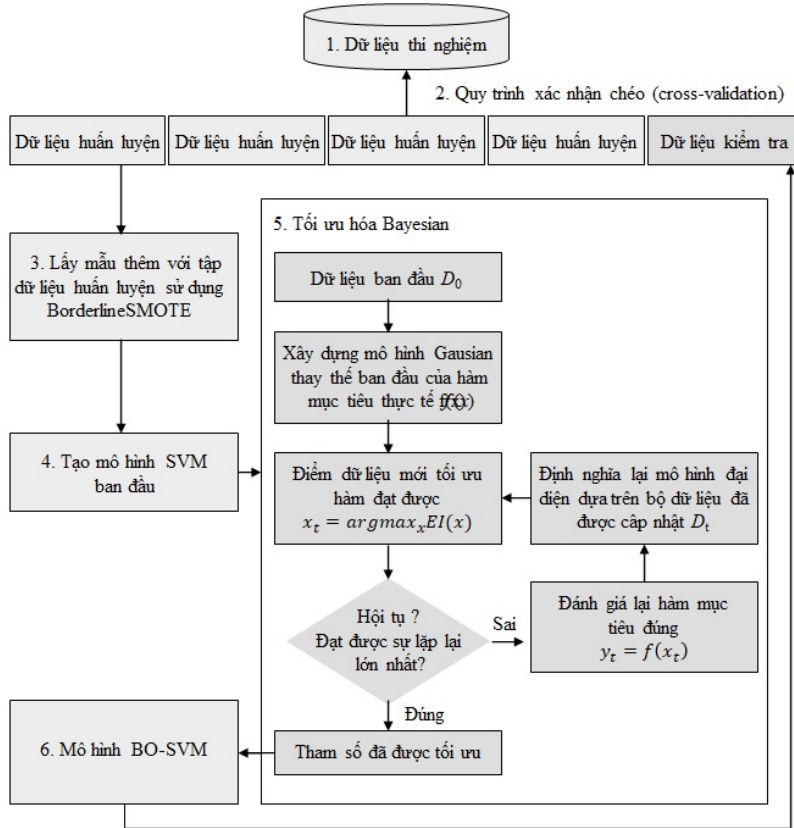 1. Dữ liệu thí nghiệm
2. Quy trình xác nhận chéo (cross-validation)
Dữ liệu huấn luyện
Dữ liệu huấn luyện
Dữ liệu huấn luyện
Dữ liệu huấn luyện
Dữ liệu kiểm tra
3. Lấy mẫu thêm với tập
dữ liệu huấn luyện sử dụng
BorderlineSMOTE
4. Tạo mô hình SVM
ban đầu
5. Tối ưu hóa Bayesian
Dữ liệu ban đầu D₀
Xây dựng mô hình Gausian
thay thế ban đầu của hàm
mục tiêu thực tế
Điểm dữ liệu mới tối ưu
hàm đạt được
xₜ = argmaxₓEI(x)
Định nghĩa lại mô hình đại
diện dựa trên bộ dữ liệu đã
được câp nhật Dₜ
Hội tụ ?
Đạt được sự lặp lại
lớn nhất?
Sai
Đánh giá lại hàm mục
tiêu đúng
yₜ = f(xₜ)
Đúng
Tham số đã được tối ưu
6. Mô hình BO-SVM